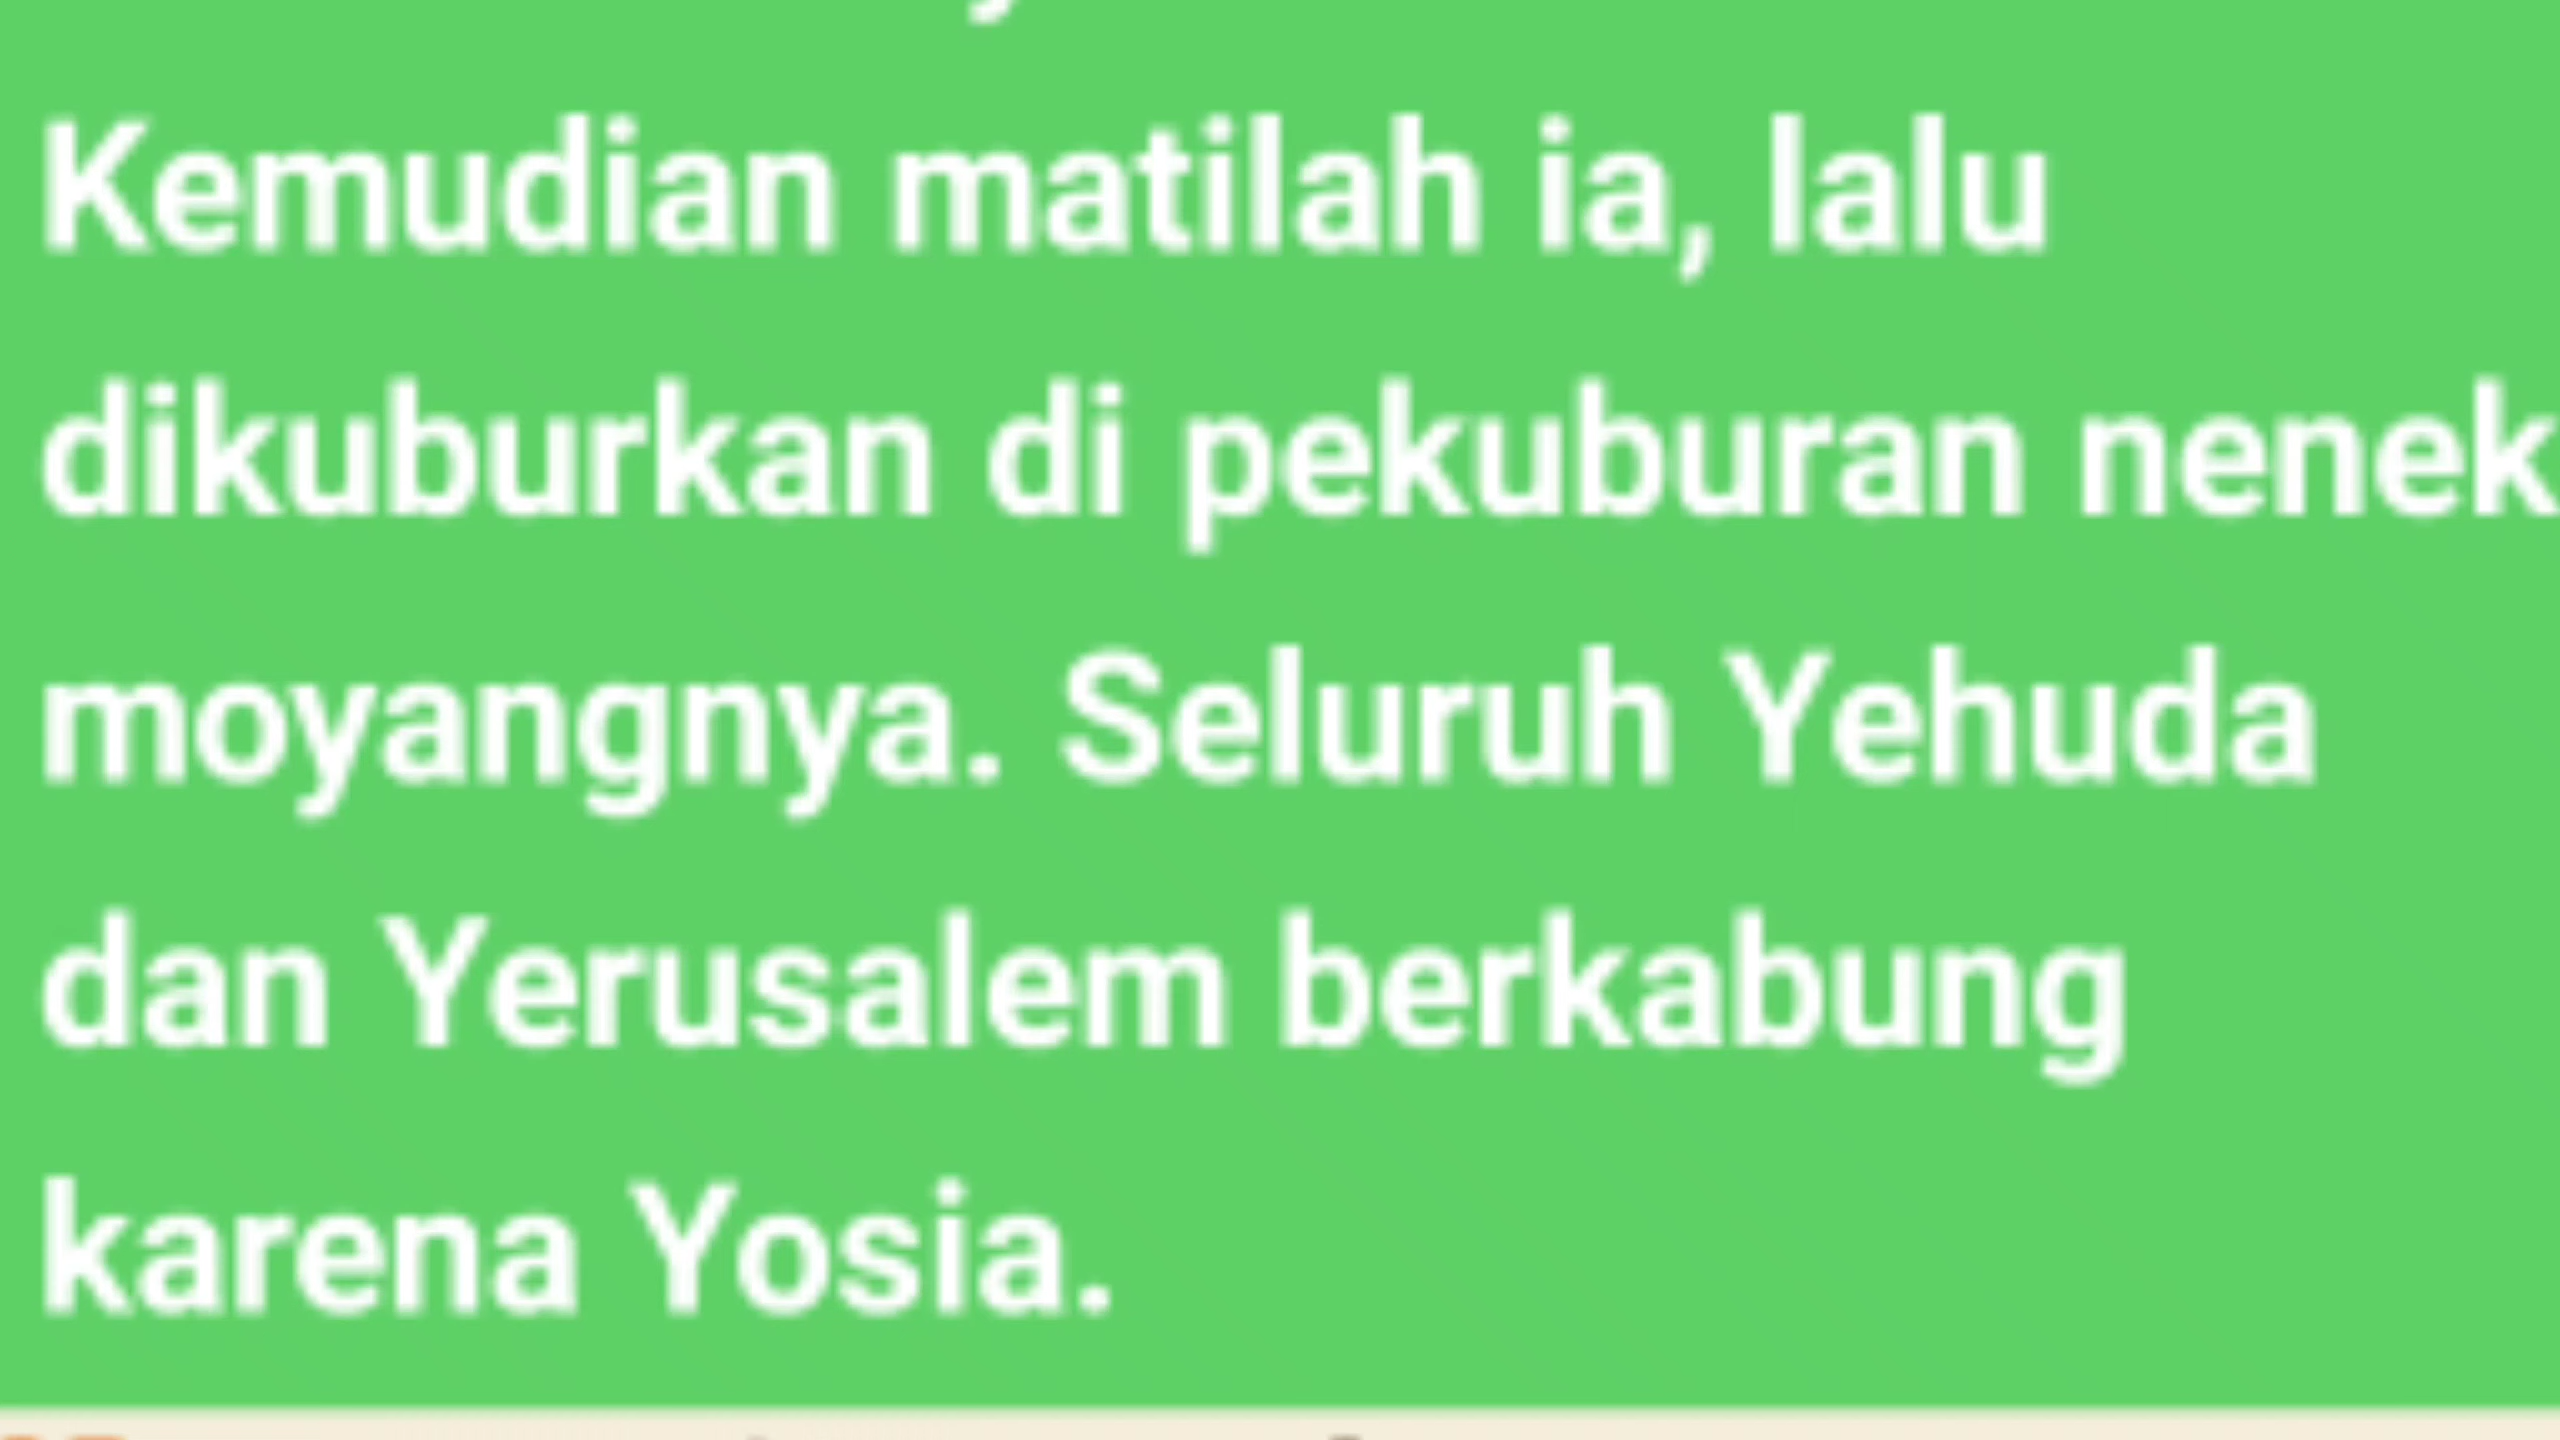 Kemudian matilah ia, lalu
dikuburkan di pekuburan nenek
moyangnya. Seluruh Yehuda
dan Yerusalem berkabung
karena Yosia.